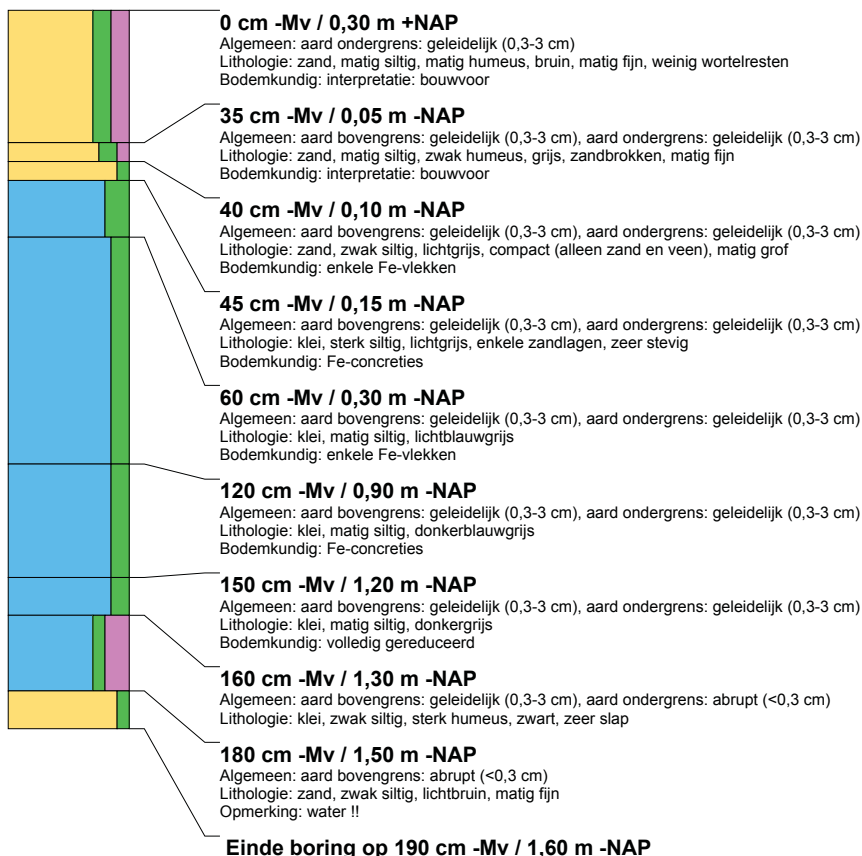 0 cm -Mv / 0,30 m +NAP
Algemeen: aard ondergrens: geleidelijk (0,3-3 cm)
Lithologie: zand, matig siltig, matig humeus, bruin, matig fijn, weinig wortelresten
Bodemkundig: interpretatie: bouwvoor
35 cm -Mv / 0,05 m -NAP
Algemeen: aard bovengrens: geleidelijk (0,3-3 cm), aard ondergrens: geleidelijk (0,3-3 cm)
Lithologie: zand, matig siltig, zwak humeus, grijs, zandbrokken, matig fijn
Bodemkundig: interpretatie: bouwvoor
40 cm -Mv / 0,10 m -NAP
Algemeen: aard bovengrens: geleidelijk (0,3-3 cm), aard ondergrens: geleidelijk (0,3-3 cm)
Lithologie: zand, zwak siltig, lichtgrijs, compact (alleen zand en veen), matig grof
Bodemkundig: enkele Fe-vlekken
45 cm -Mv / 0,15 m -NAP
Algemeen: aard bovengrens: geleidelijk (0,3-3 cm), aard ondergrens: geleidelijk (0,3-3 cm)
Lithologie: klei, sterk siltig, lichtgrijs, enkele zandlagen, zeer stevig
Bodemkundig: Fe-concreties
60 cm -Mv / 0,30 m -NAP
Algemeen: aard bovengrens: geleidelijk (0,3-3 cm), aard ondergrens: geleidelijk (0,3-3 cm)
Lithologie: klei, matig siltig, lichtblauwgrijs
Bodemkundig: enkele Fe-vlekken
120 cm -Mv / 0,90 m -NAP
Algemeen: aard bovengrens: geleidelijk (0,3-3 cm), aard ondergrens: geleidelijk (0,3-3 cm)
Lithologie: klei, matig siltig, donkerblauwgrijs
Bodemkundig: Fe-concreties
150 cm -Mv / 1,20 m -NAP
Algemeen: aard bovengrens: geleidelijk (0,3-3 cm), aard ondergrens: geleidelijk (0,3-3 cm)
Lithologie: klei, matig siltig, donkergrijs
Bodemkundig: volledig gereduceerd
160 cm -Mv / 1,30 m -NAP
Algemeen: aard bovengrens: geleidelijk (0,3-3 cm), aard ondergrens: abrupt (<0,3 cm)
Lithologie: klei, zwak siltig, sterk humeus, zwart, zeer slap
180 cm -Mv / 1,50 m -NAP
Algemeen: aard bovengrens: abrupt (<0,3 cm)
Lithologie: zand, zwak siltig, lichtbruin, matig fijn
Opmerking: water !!
Einde boring op 190 cm -Mv / 1,60 m -NAP